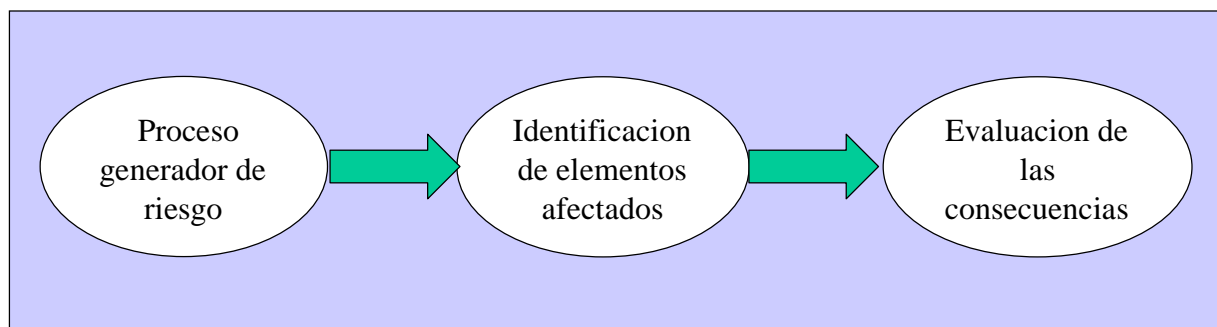 Proceso
generador de
riesgo
Identificacion
de elementos
afectados
Evaluacion de
las
consecuencias